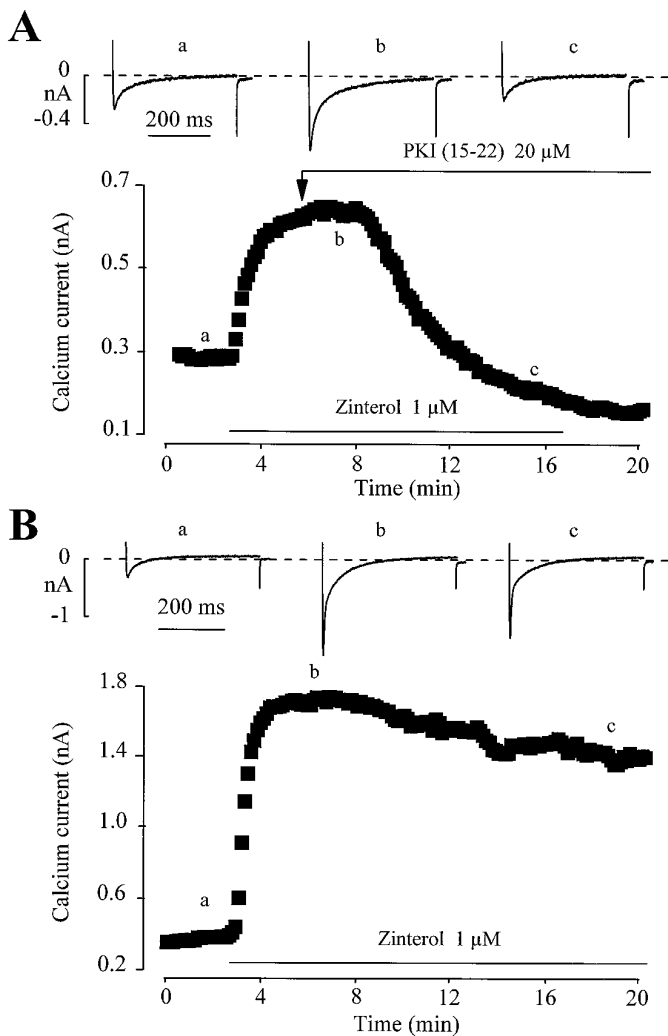 A
a b c
0
nA
-0.4
200 ms
PKI (15-22) 20 µM
0.7
0.5
0.3
0.1
Calcium current (nA)
a
b
c
Zinterol 1 µM
0 4 8 12 16 20
Time (min)
B
a b c
0
nA
-1
200 ms
1.8
1.4
1.0
0.6
0.2
Calcium current (nA)
a
b
c
Zinterol 1 µM
0 4 8 12 16 20
Time (min)